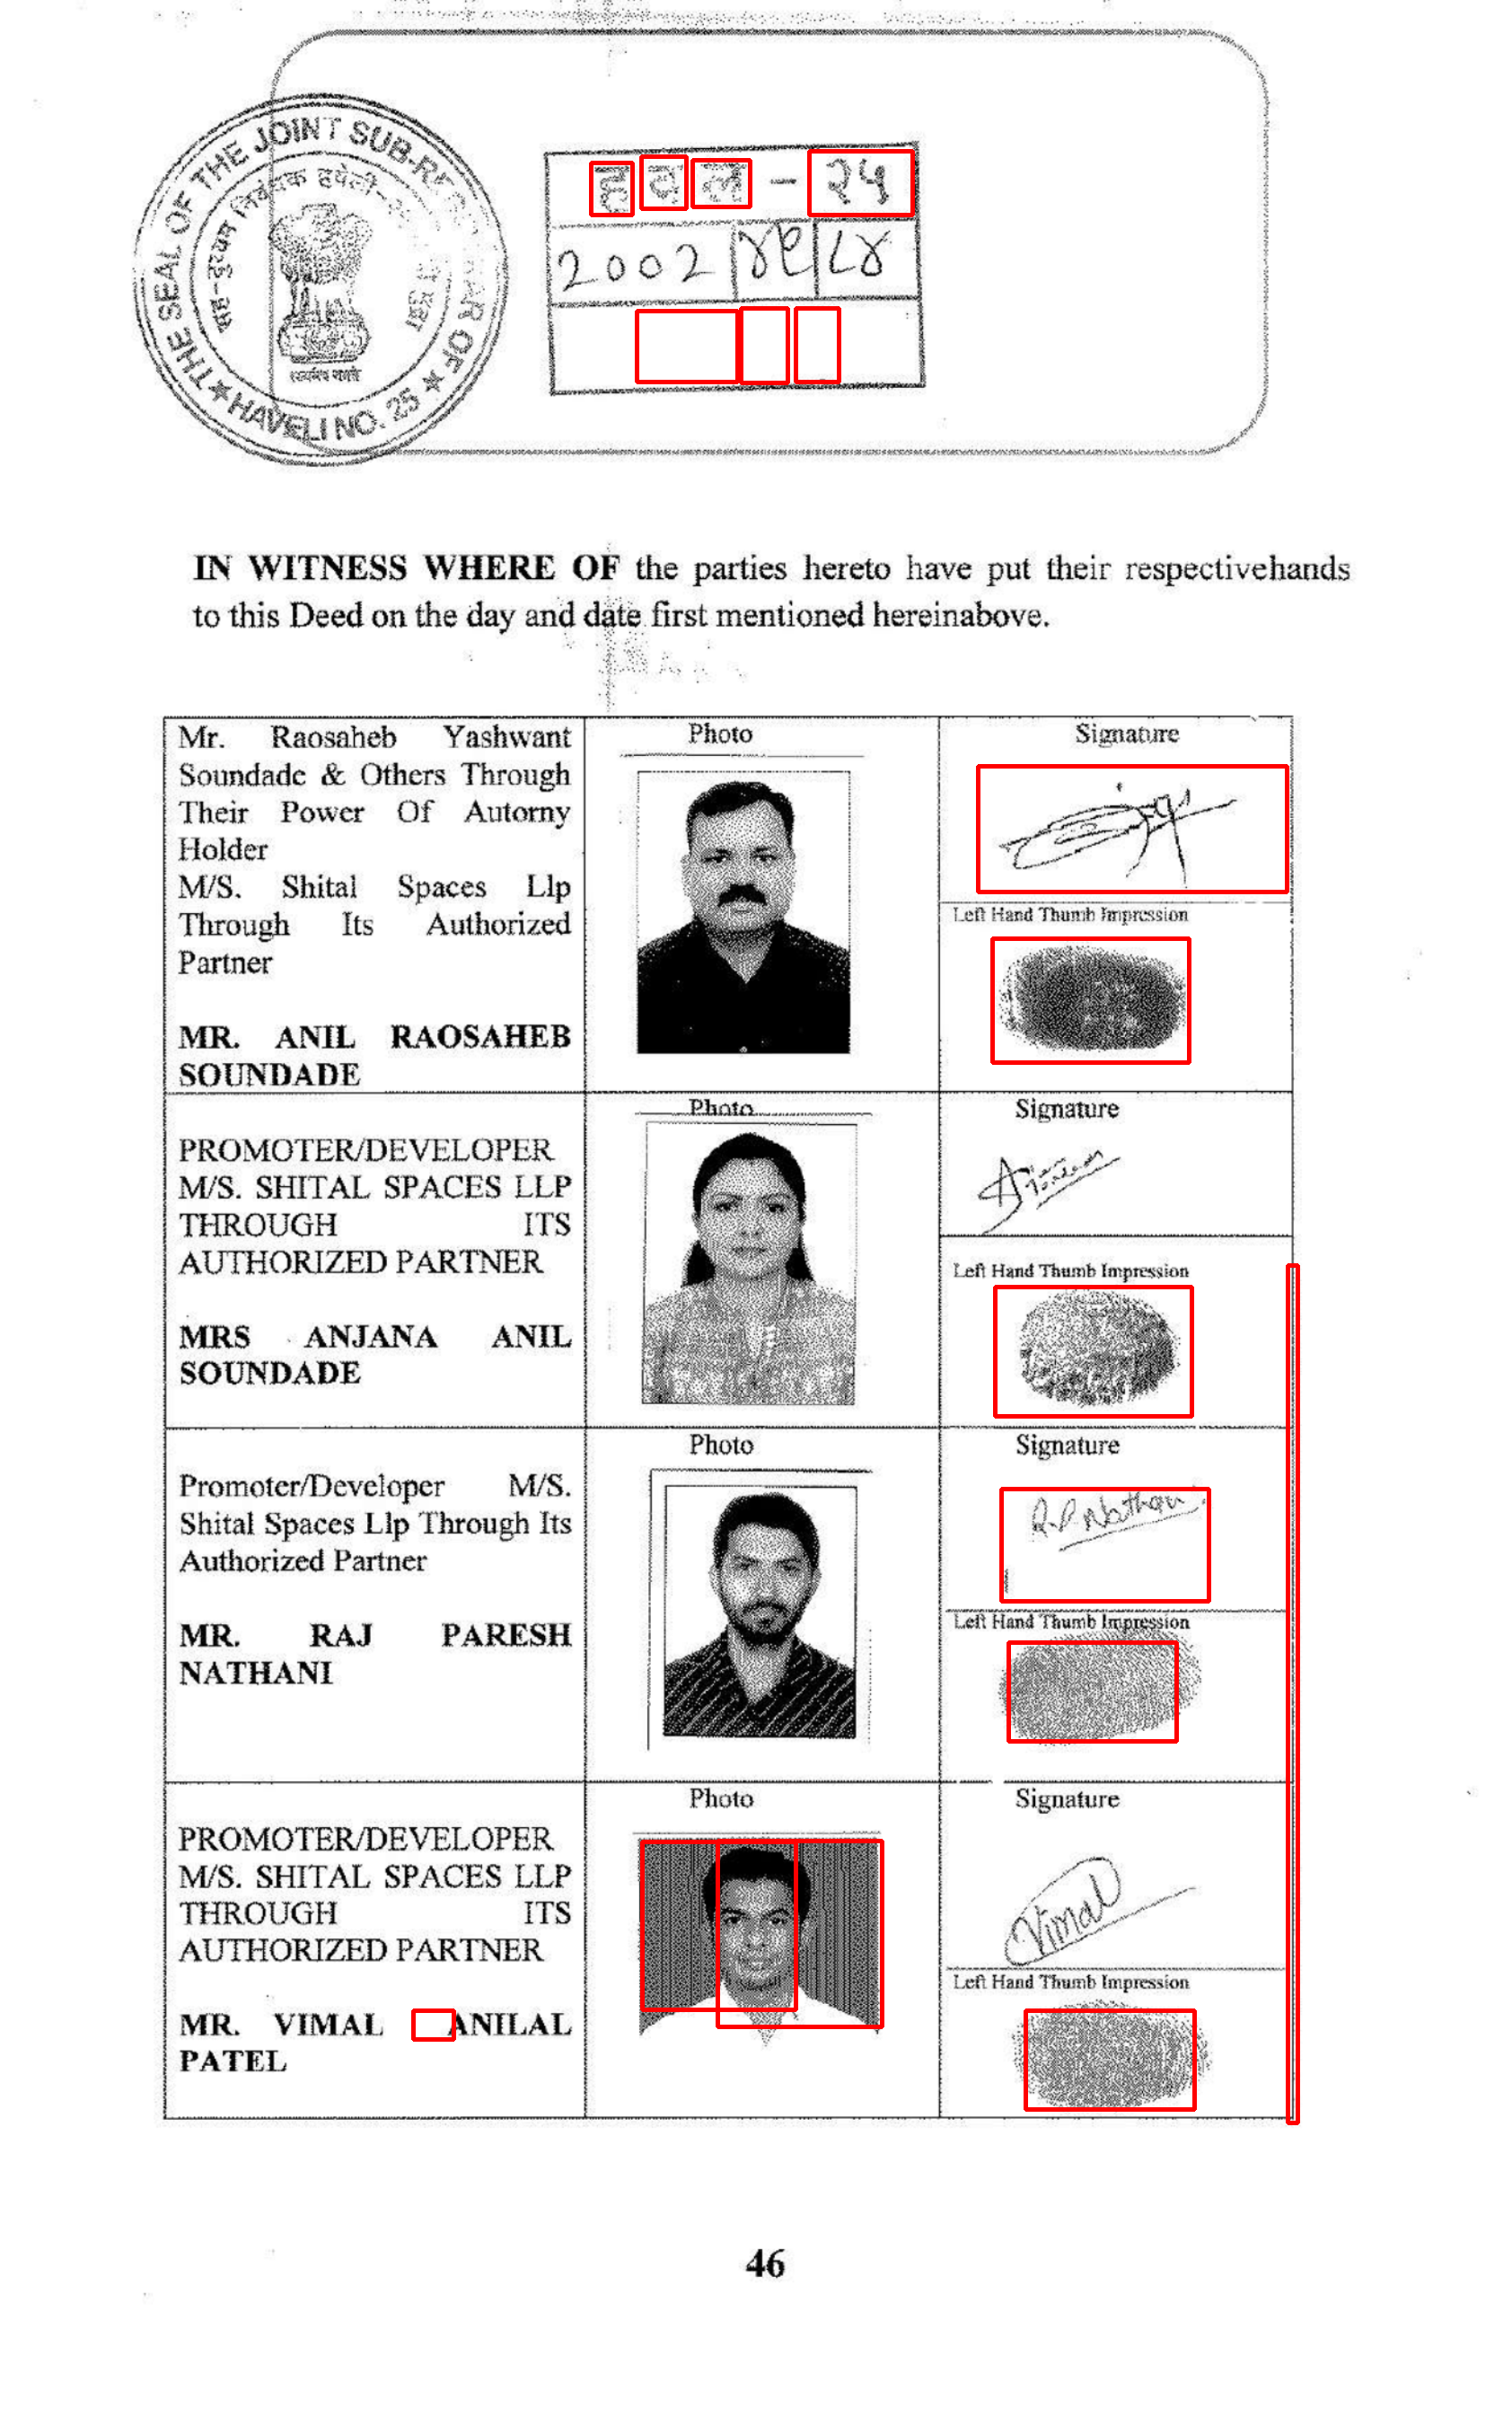 THE SEAL OF THE JOINT SUB-REGISTRAR OF
★ HAVELI NO. 25 ★
सह-दुय्यम निबंधक हवेली-
सत्यमेव जयते
ह व ल - २५
2002 | ४९ | ८४
IN WITNESS WHERE OF the parties hereto have put their respectivehands
to this Deed on the day and date first mentioned hereinabove.
Mr. Raosaheb Yashwant
Soundade & Others Through
Their Power Of Autorny
Holder
M/S. Shital Spaces Llp
Through Its Authorized
Partner
MR. ANIL RAOSAHEB
SOUNDADE
Photo
Signature
Left Hand Thumb Impression
PROMOTER/DEVELOPER
M/S. SHITAL SPACES LLP
THROUGH ITS
AUTHORIZED PARTNER
MRS ANJANA ANIL
SOUNDADE
Photo
Signature
Left Hand Thumb Impression
Promoter/Developer M/S.
Shital Spaces Llp Through Its
Authorized Partner
MR. RAJ PARESH
NATHANI
Photo
Signature
R.P. Nathani
Left Hand Thumb Impression
PROMOTER/DEVELOPER
M/S. SHITAL SPACES LLP
THROUGH ITS
AUTHORIZED PARTNER
MR. VIMAL ANILAL
PATEL
Photo
Signature
Vimal
Left Hand Thumb Impression
46